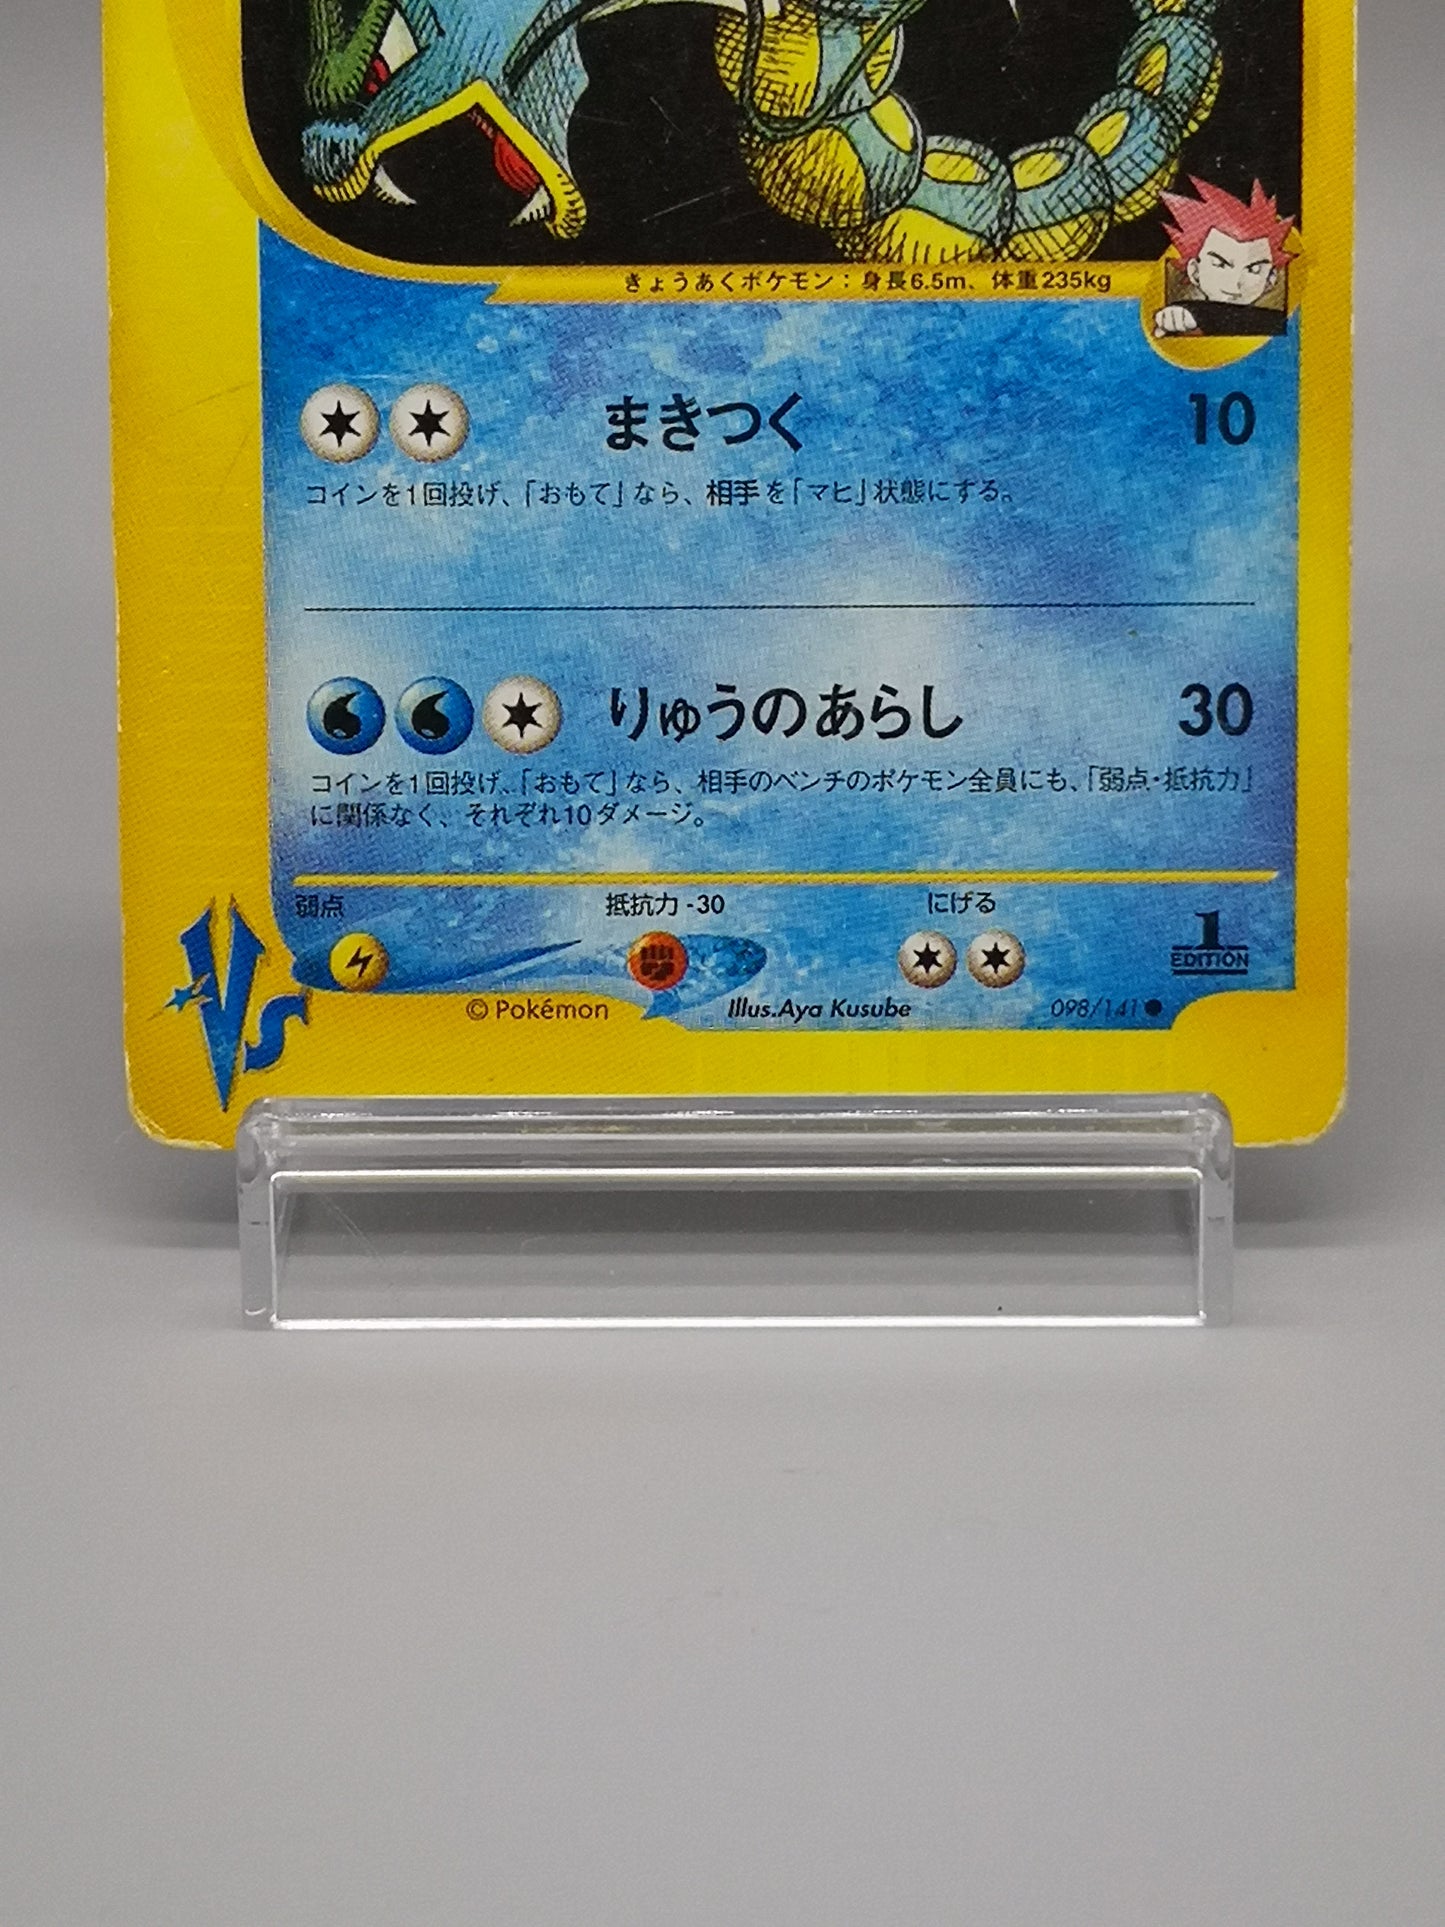 きょうあくポケモン：身長6.5m、体重235kg
まきつく 10
コインを1回投げ、「おもて」なら、相手を「マヒ」状態にする。
りゅうのあらし 30
コインを1回投げ、「おもて」なら、相手のベンチのポケモン全員にも、「弱点・抵抗力」
に関係なく、それぞれ10ダメージ。
弱点 抵抗力 -30 にげる
1
EDITION
VS
© Pokémon Illus.Aya Kusube 098/141●